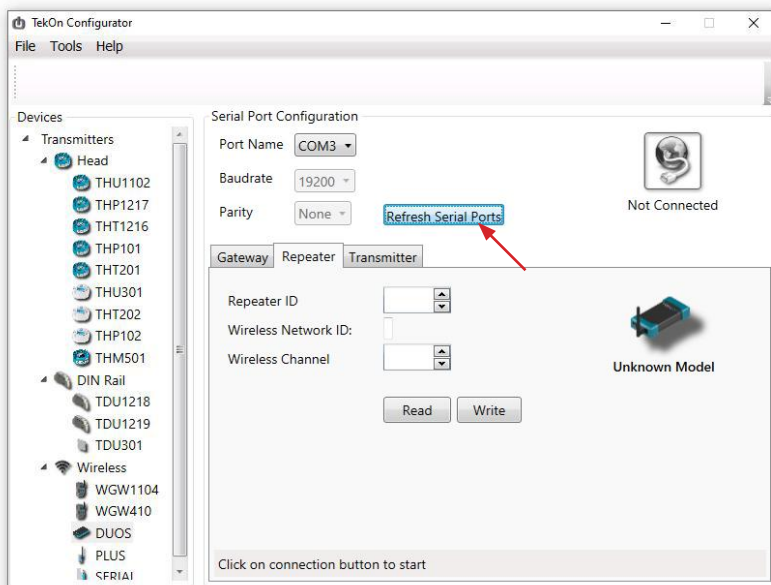 TekOn Configurator
File Tools Help
Devices
Transmitters
Head
THU1102
THP1217
THT1216
THP101
THT201
THU301
THT202
THP102
THM501
DIN Rail
TDU1218
TDU1219
TDU301
Wireless
WGW1104
WGW410
DUOS
PLUS
SERIAL
Serial Port Configuration
Port Name COM3
Baudrate 19200
Parity None Refresh Serial Ports
Not Connected
Gateway Repeater Transmitter
Repeater ID
Wireless Network ID:
Wireless Channel
Unknown Model
Read Write
Click on connection button to start